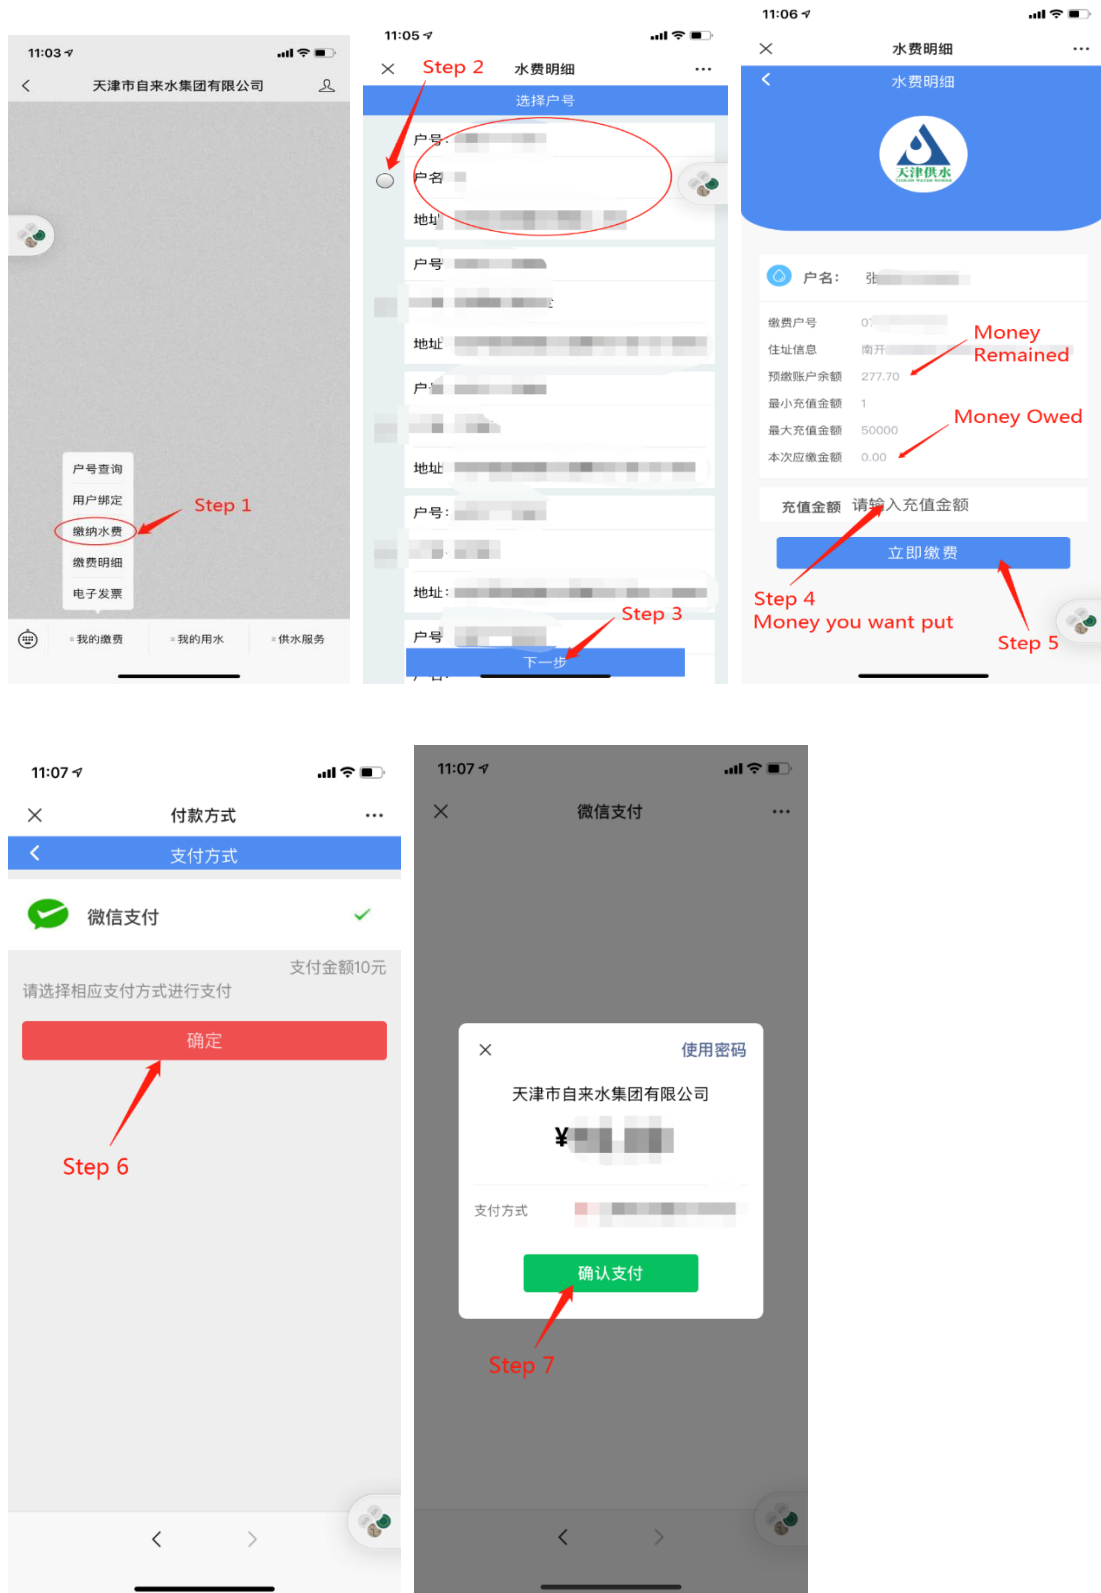 11:03
天津市自来水集团有限公司
户号查询
用户绑定
缴纳水费
Step 1
缴费明细
电子发票
≡我的缴费
≡我的用水
≡供水服务
11:05
Step 2
水费明细
选择户号
户号:
户名
地址
户号
地址
户号
地址
户号:
地址:
Step 3
户号
下一步
户名:
11:06
水费明细
水费明细
天津供水
户名: 张
缴费户号 07
Money
住址信息 南开
Remained
预缴账户余额 277.70
最小充值金额 1
最大充值金额 50000
Money Owed
本次应缴金额 0.00
充值金额 请输入充值金额
立即缴费
Step 4
Money you want put
Step 5
11:07
付款方式
支付方式
微信支付
支付金额10元
请选择相应支付方式进行支付
确定
Step 6
11:07
微信支付
使用密码
天津市自来水集团有限公司
¥
支付方式
确认支付
Step 7